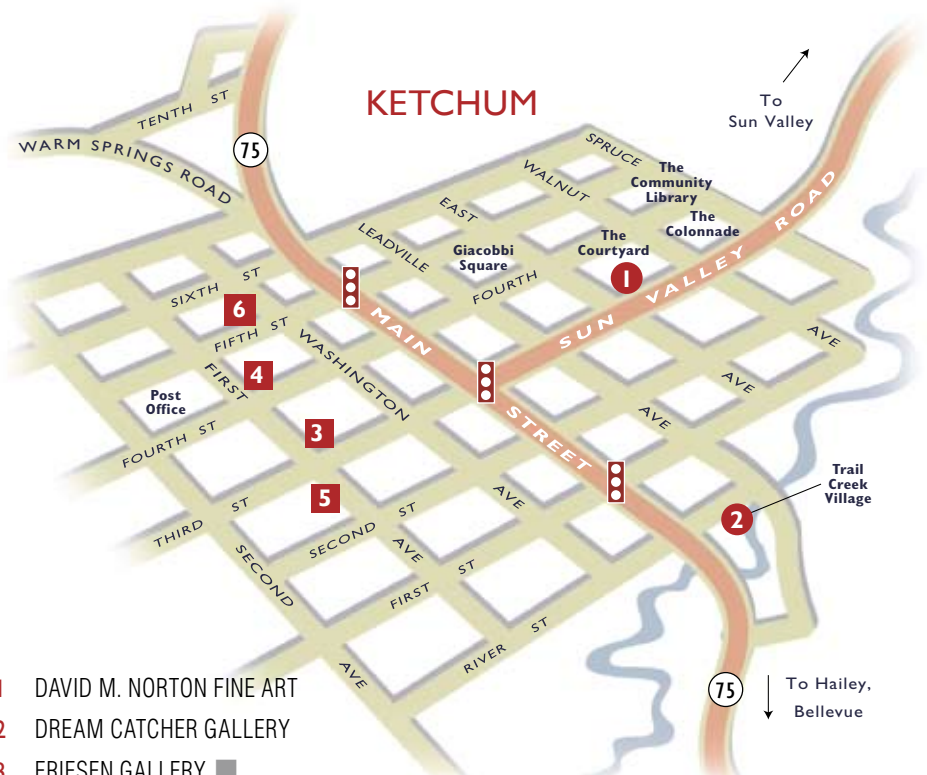 KETCHUM
To
Sun Valley
TENTH ST
WARM SPRINGS ROAD
75
SPRUCE
WALNUT
The
Community
Library
EAST
The
Colonnade
LEADVILLE
Giacobbi
Square
The
Courtyard
1
FOURTH
SUN VALLEY ROAD
SIXTH ST
6
FIFTH ST
MAIN STREET
WASHINGTON AVE
FIRST AVE
4
AVE
AVE
AVE
Post
Office
3
FOURTH ST
5
THIRD ST
SECOND ST
SECOND AVE
FIRST ST
RIVER ST
2
Trail
Creek
Village
75
To Hailey,
Bellevue
1 DAVID M. NORTON FINE ART
2 DREAM CATCHER GALLERY
3 FRIESEN GALLERY